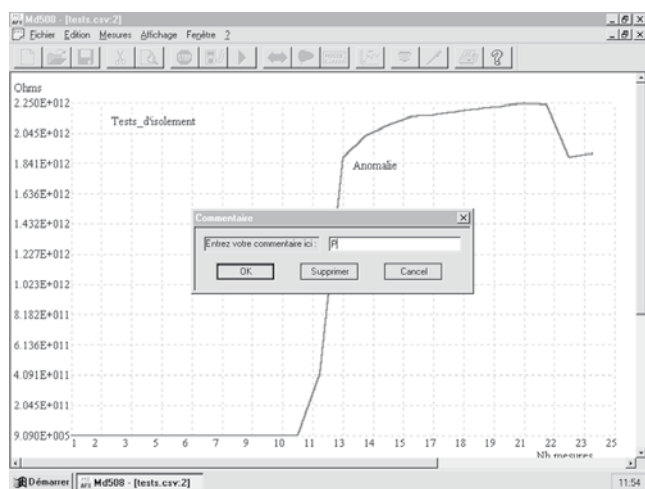 Md508 - [tests.csv:2]
Fichier Édition Mesures Affichage Fenêtre ?
Ohms
2.250E+012
Tests_d'isolement
2.045E+012
1.841E+012
Anomalie
1.636E+012
1.432E+012
Commentaire
Entrez votre commentaire ici : P
OK Supprimer Cancel
1.227E+012
1.023E+012
8.182E+011
6.136E+011
4.091E+011
2.045E+011
9.090E+005
1 2 3 4 5 6 7 9 10 11 13 14 15 16 17 18 19 21 22 23 25
Nb mesures
Démarrer Md508 - [tests.csv:2] 11:54